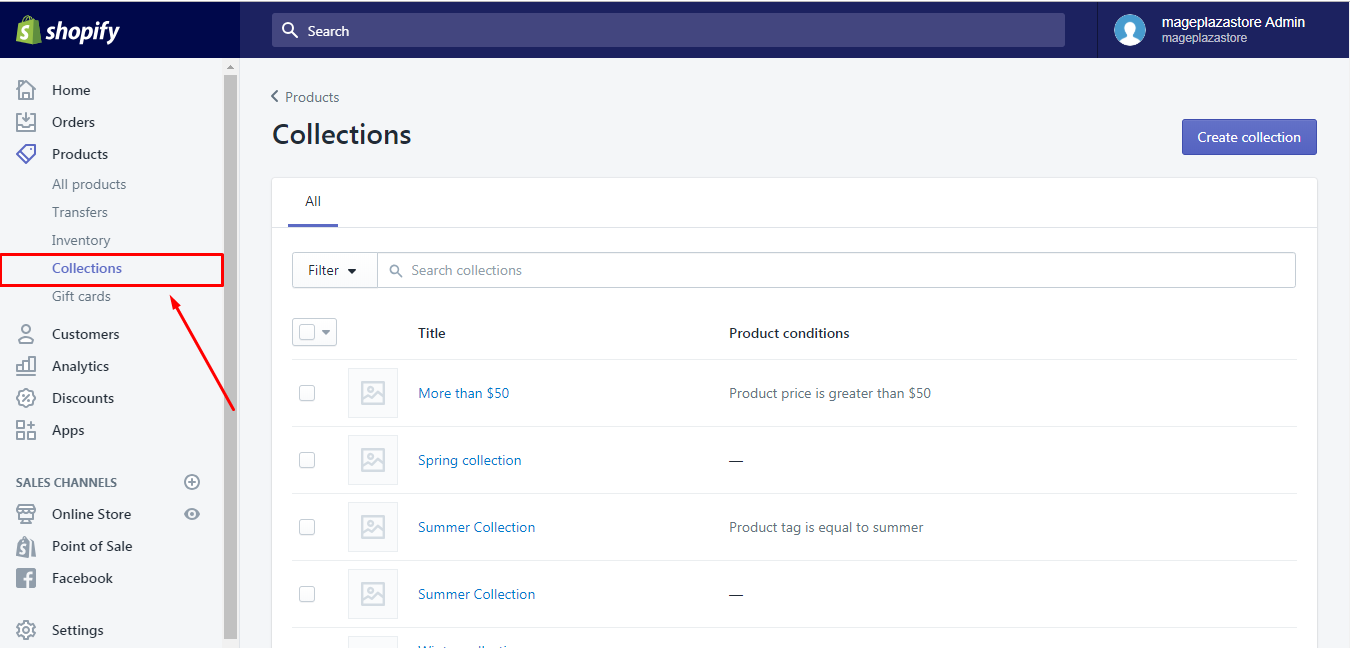 shopify
Search
mageplazastore Admin
mageplazastore
Home
Orders
Products
All products
Transfers
Inventory
Collections
Gift cards
Customers
Analytics
Discounts
Apps
SALES CHANNELS
Online Store
Point of Sale
Facebook
Settings
Products
Collections
Create collection
All
Filter
Search collections
Title Product conditions
More than $50 Product price is greater than $50
Spring collection —
Summer Collection Product tag is equal to summer
Summer Collection —